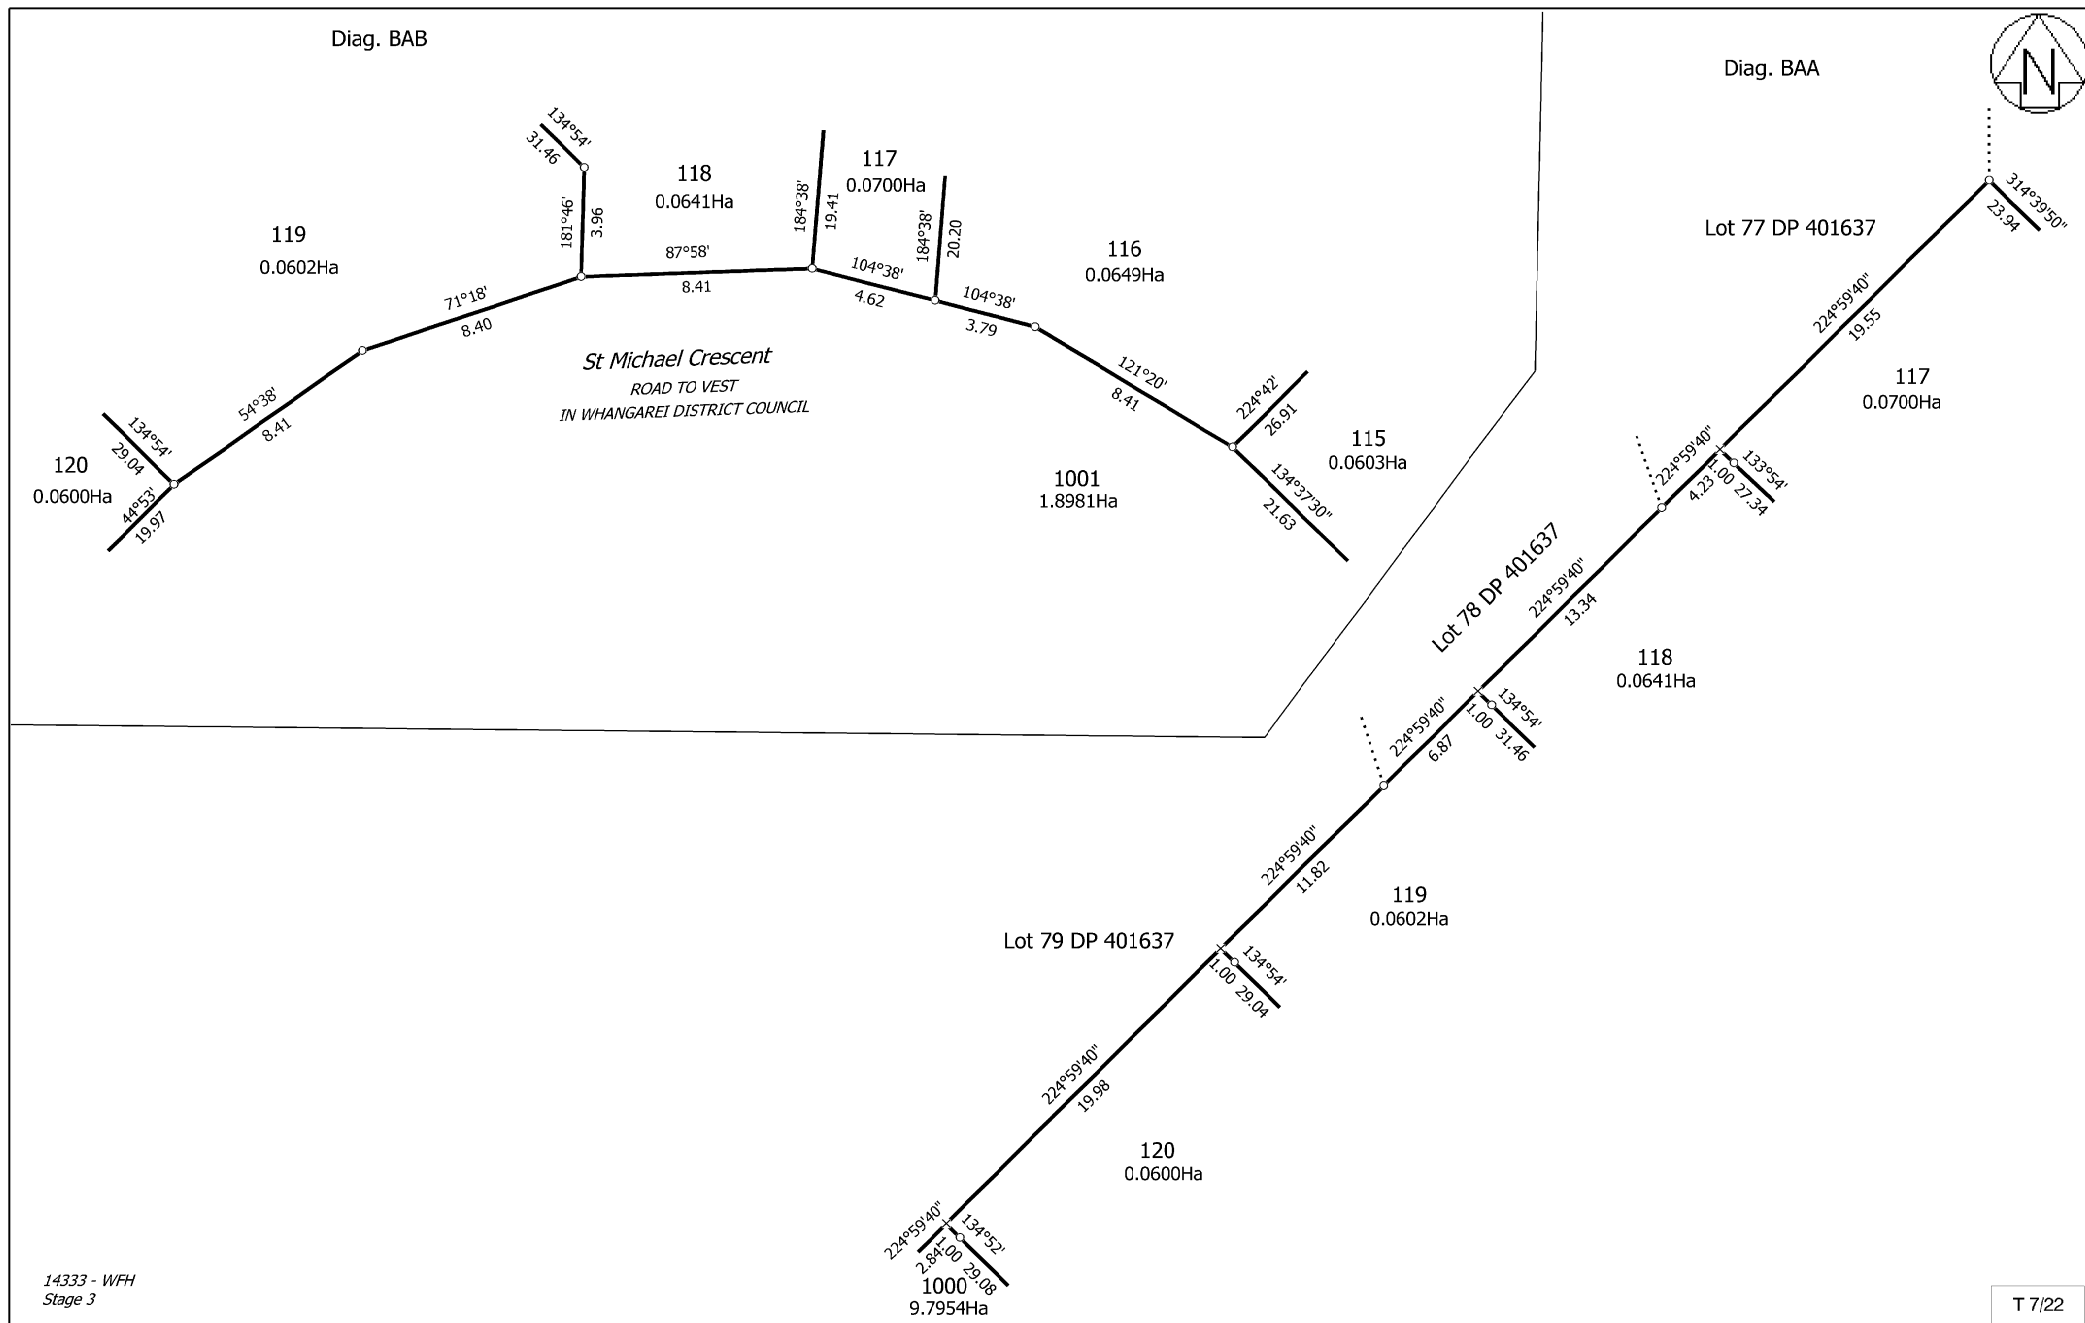 Diag. BAB
Diag. BAA
N
134°54'
31.46
118
0.0641Ha
117
0.0700Ha
181°46'
3.96
184°38'
19.41
184°38'
20.20
119
0.0602Ha
87°58'
8.41
104°38'
4.62
104°38'
3.79
116
0.0649Ha
71°18'
8.40
St Michael Crescent
ROAD TO VEST
IN WHANGAREI DISTRICT COUNCIL
54°38'
8.41
121°20'
8.41
224°42'
26.91
115
0.0603Ha
134°54'
29.04
120
0.0600Ha
44°53'
19.97
1001
1.8981Ha
134°37'30"
21.63
314°39'50"
23.94
Lot 77 DP 401637
224°59'40"
19.55
117
0.0700Ha
224°59'40"
4.23
133°54'
1.00 27.34
Lot 78 DP 401637
224°59'40"
13.34
118
0.0641Ha
134°54'
1.00 31.46
224°59'40"
6.87
224°59'40"
11.82
119
0.0602Ha
Lot 79 DP 401637
134°54'
1.00 29.04
224°59'40"
19.98
120
0.0600Ha
224°59'40"
2.84
134°52'
1.00 29.08
1000
9.7954Ha
14333 - WFH
Stage 3
T 7/22